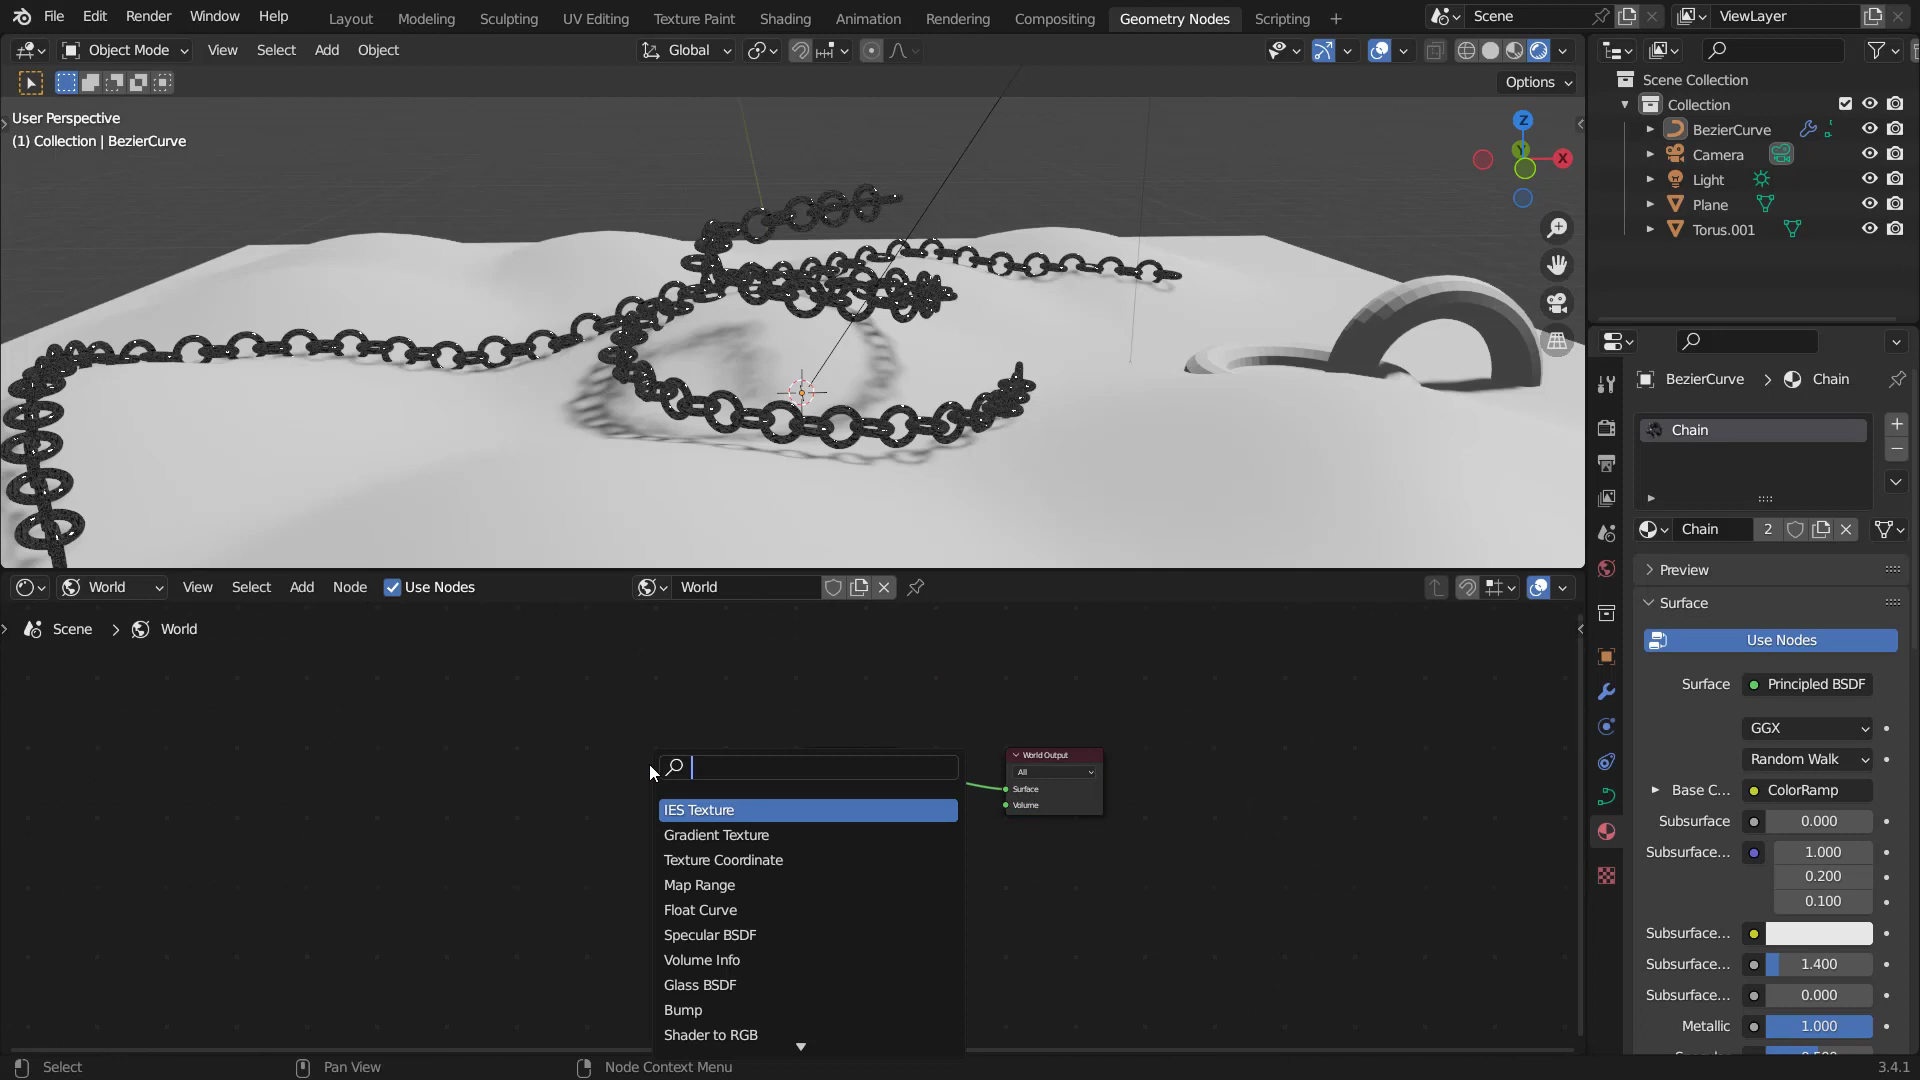 File Edit Render Window Help Layout Modeling Sculpting UV Editing Texture Paint Shading Animation Rendering Compositing Geometry Nodes Scripting + Scene ViewLayer
Object Mode View Select Add Object Global
Options
User Perspective
(1) Collection | BezierCurve
Z
Y
X
Scene Collection
Collection
BezierCurve
Camera
Light
Plane
Torus.001
BezierCurve > Chain
Chain
Chain 2
Preview
Surface
Use Nodes
Surface Principled BSDF
GGX
Random Walk
Base C... ColorRamp
Subsurface 0.000
Subsurface... 1.000
0.200
0.100
Subsurface...
Subsurface... 1.400
Subsurface... 0.000
Metallic 1.000
World View Select Add Node Use Nodes World
Scene > World
World Output
All
Surface
Volume
IES Texture
Gradient Texture
Texture Coordinate
Map Range
Float Curve
Specular BSDF
Volume Info
Glass BSDF
Bump
Shader to RGB
Select Pan View Node Context Menu 3.4.1